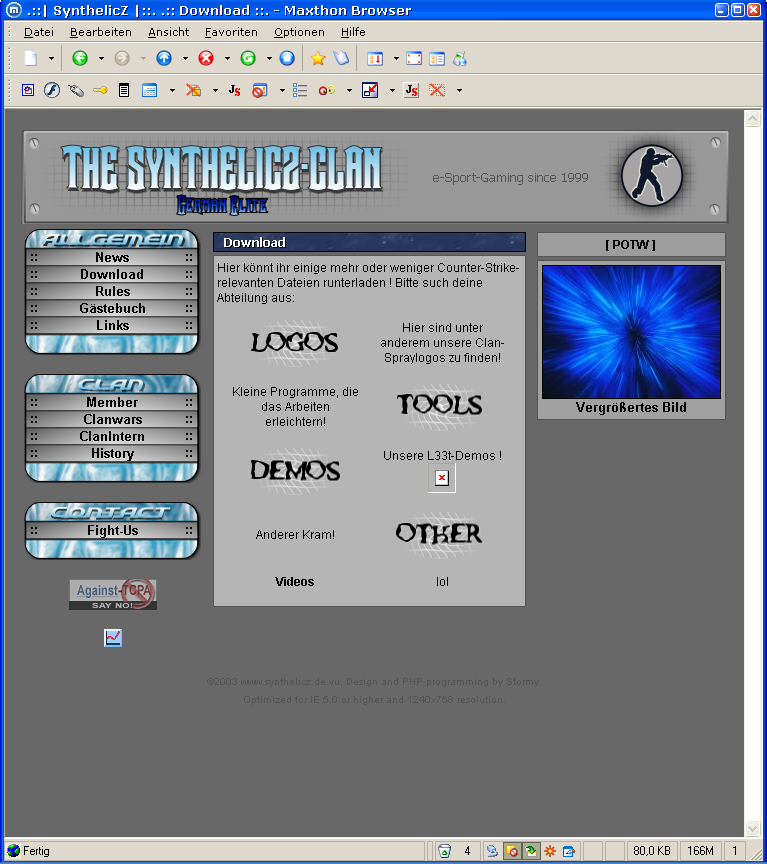 .::| SynthelicZ |::. .:: Download ::. - Maxthon Browser
Datei Bearbeiten Ansicht Favoriten Optionen Hilfe
THE SYNTHELICZ-CLAN
German Elite
e-Sport-Gaming since 1999
ALLGEMEIN
:: News ::
:: Download ::
:: Rules ::
:: Gästebuch ::
:: Links ::
CLAN
Member
Clanwars
ClanIntern
History
CONTACT
:: Fight-Us ::
Against-TCPA
SAY NO!
Download
Hier könnt ihr einige mehr oder weniger Counter-Strike-
relevanten Dateien runterladen ! Bitte such deine
Abteilung aus:
LOGOS
Hier sind unter
anderem unsere Clan-
Spraylogos zu finden!
Kleine Programme, die
das Arbeiten
erleichtern!
TOOLS
DEMOS
Unsere L33t-Demos !
Anderer Kram!
OTHER
Videos
lol
[ POTW ]
Vergrößertes Bild
©2003 www.synthelicz.de.vu, Design and PHP-programming by Stormy.
Optimized for IE 5.0 or higher and 1240x768 resolution.
Fertig 4 80,0 KB 166M 1